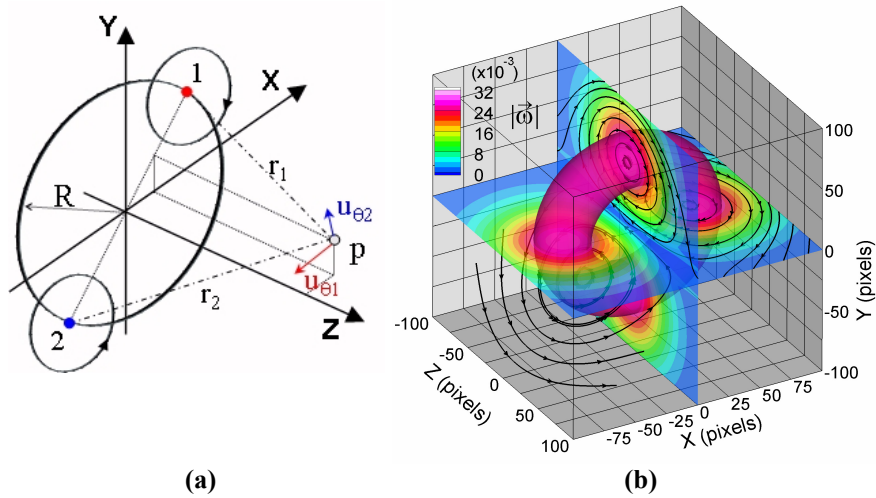 Y
X
Z
1
2
R
r1
r2
p
uθ2
uθ1
(a)
(x10-3)
32
24
16
8
0
|ω⃗|
100
50
0
-50
-100
Y (pixels)
-100
-50
0
50
100
Z (pixels)
-75 -50 -25 0 25 50 75
X (pixels)
(b)